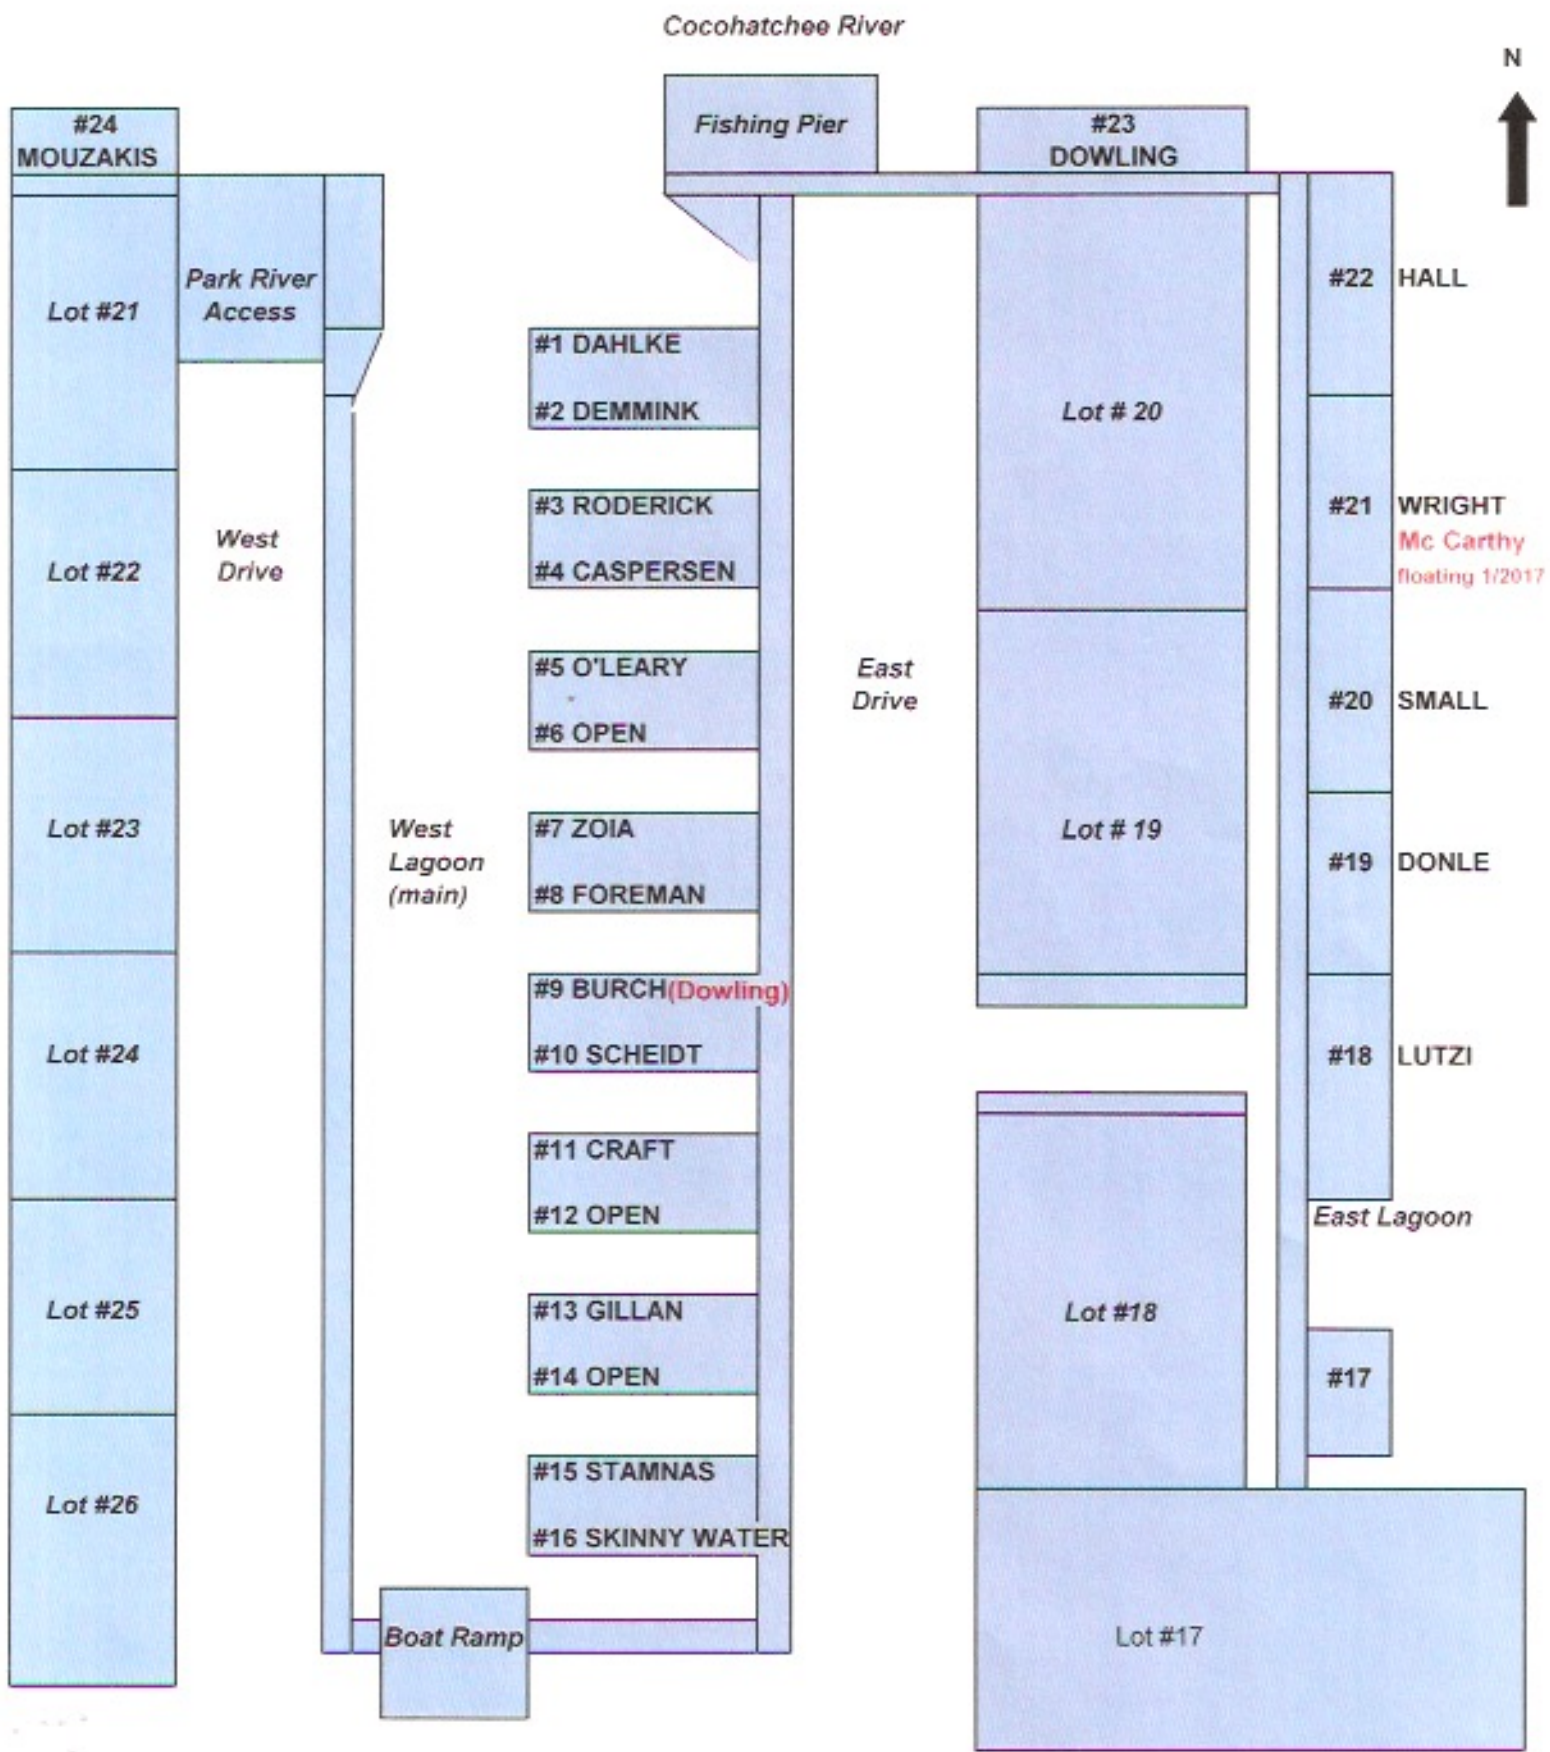 Cocohatchee River
N
#24
MOUZAKIS
Fishing Pier
#23
DOWLING
Lot #21
Park River
Access
#22 HALL
#1 DAHLKE
#2 DEMMINK
Lot # 20
#3 RODERICK
#4 CASPERSEN
#21 WRIGHT
Mc Carthy
floating 1/2017
West
Drive
Lot #22
#5 O'LEARY
#6 OPEN
East
Drive
#20 SMALL
Lot #23
West
Lagoon
(main)
#7 ZOIA
#8 FOREMAN
Lot # 19
#19 DONLE
#9 BURCH(Dowling)
#10 SCHEIDT
Lot #24
#18 LUTZI
#11 CRAFT
#12 OPEN
East Lagoon
Lot #25
#13 GILLAN
#14 OPEN
Lot #18
#17
Lot #26
#15 STAMNAS
#16 SKINNY WATER
Boat Ramp
Lot #17